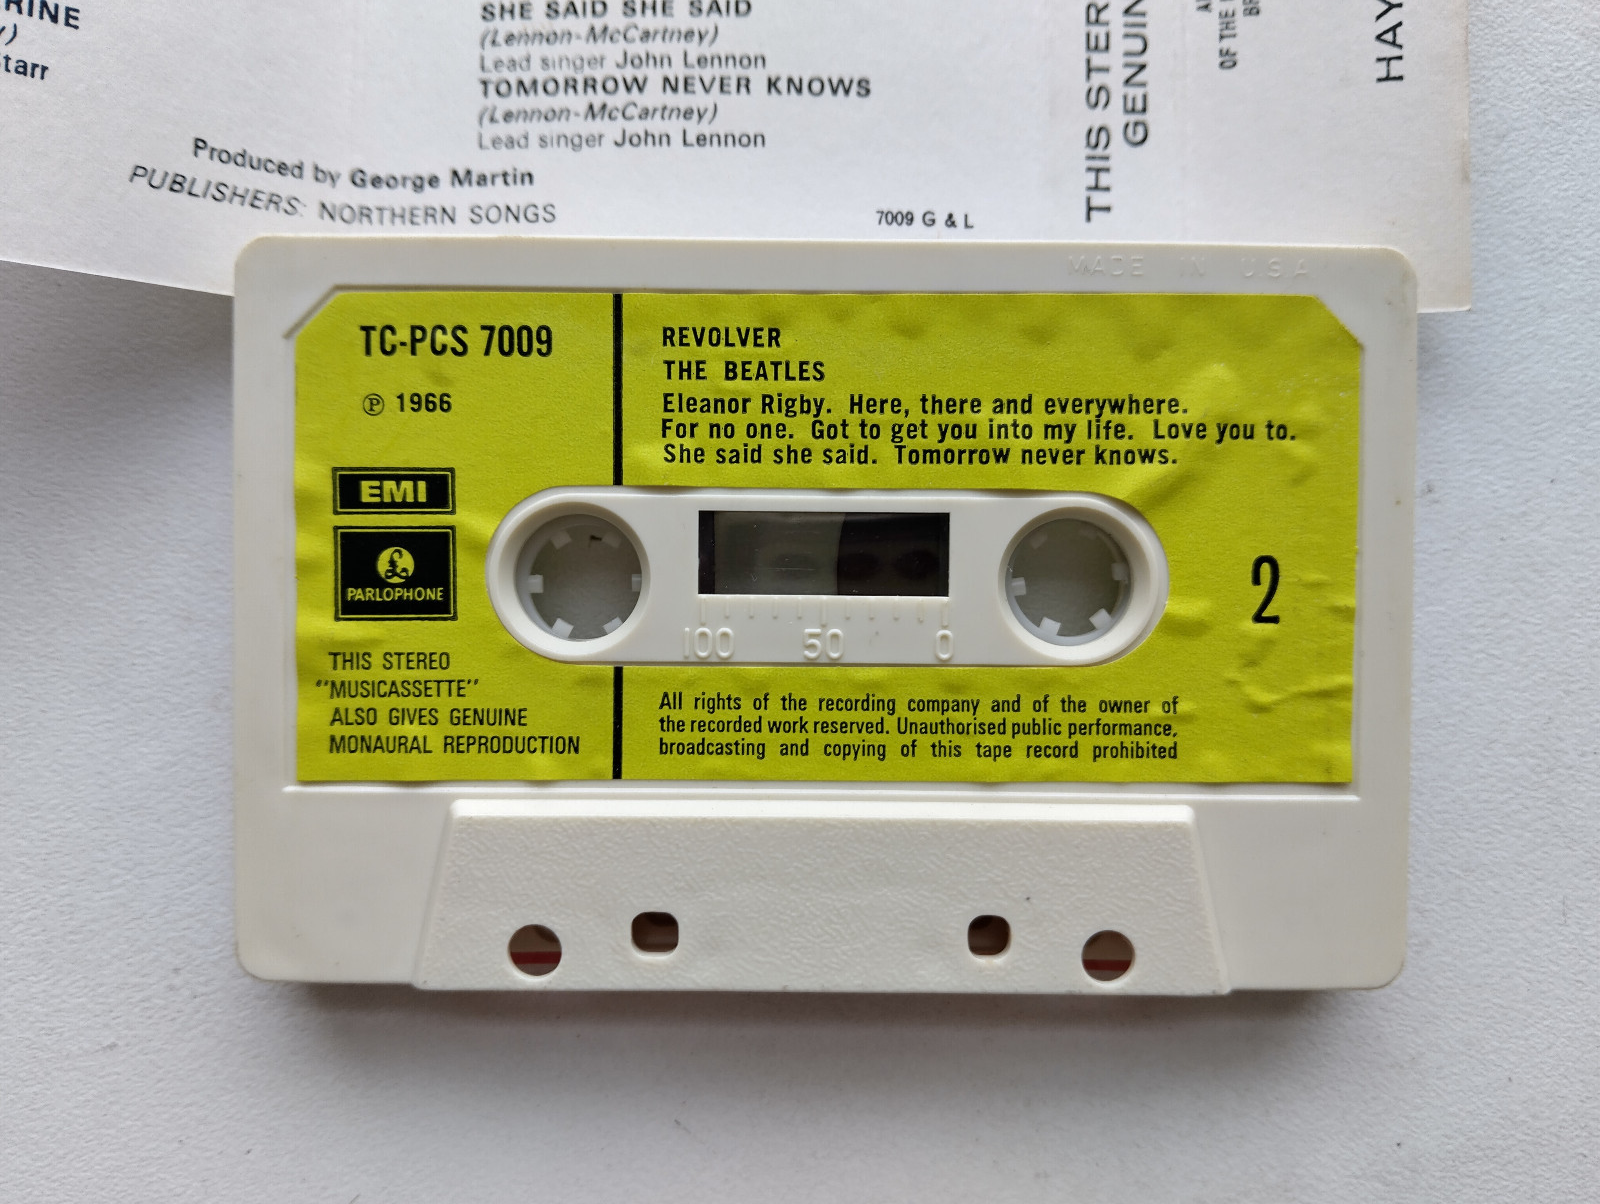 SHE SAID SHE SAID
(Lennon-McCartney)
Lead singer John Lennon
TOMORROW NEVER KNOWS
(Lennon-McCartney)
Lead singer John Lennon
Produced by George Martin
PUBLISHERS: NORTHERN SONGS
7009 G & L
THIS STER
GENUIN
OF THE
HAY
MADE IN U.S.A
TC-PCS 7009
℗ 1966
EMI
PARLOPHONE
THIS STEREO
"MUSICASSETTE"
ALSO GIVES GENUINE
MONAURAL REPRODUCTION
REVOLVER
THE BEATLES
Eleanor Rigby. Here, there and everywhere.
For no one. Got to get you into my life. Love you to.
She said she said. Tomorrow never knows.
100 50 0
2
All rights of the recording company and of the owner of
the recorded work reserved. Unauthorised public performance,
broadcasting and copying of this tape record prohibited